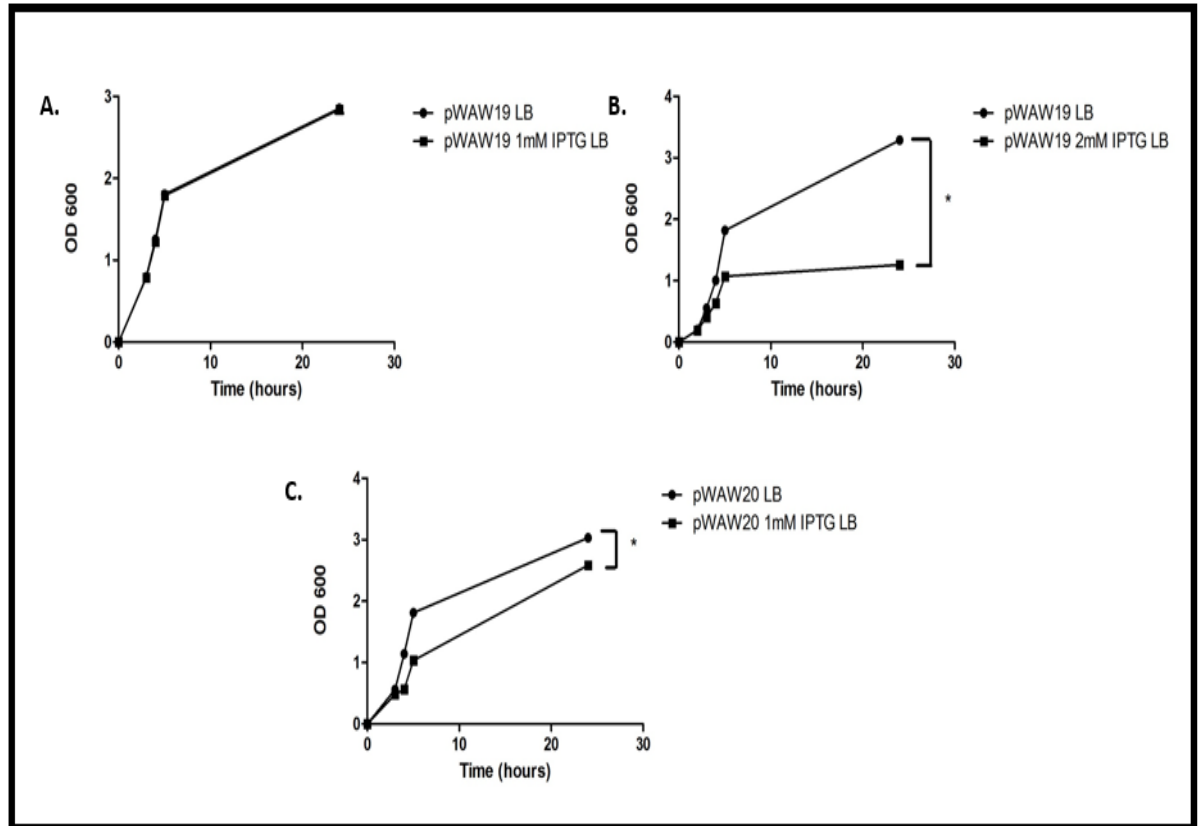 A.
3
2
1
0
0 10 20 30
OD 600
Time (hours)
pWAW19 LB
pWAW19 1mM IPTG LB
B.
4
3
2
1
0
0 10 20 30
OD 600
Time (hours)
pWAW19 LB
pWAW19 2mM IPTG LB
*
C.
4
3
2
1
0
0 10 20 30
OD 600
Time (hours)
pWAW20 LB
pWAW20 1mM IPTG LB
*